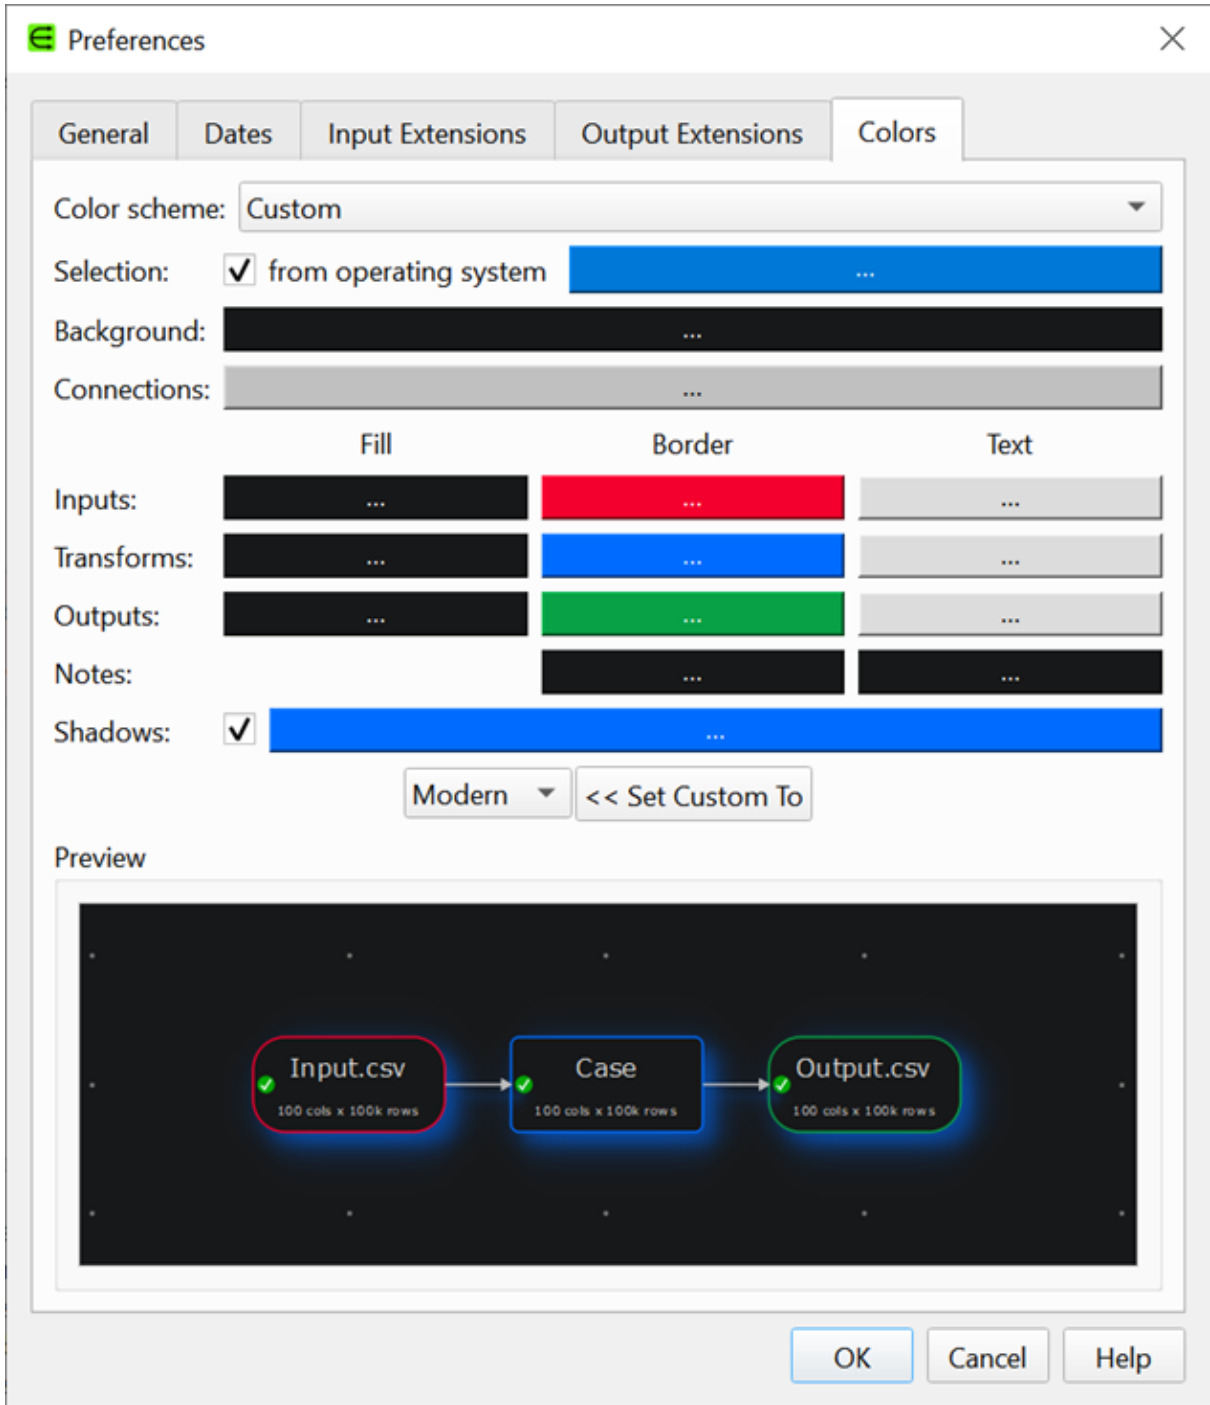 Preferences
General Dates Input Extensions Output Extensions Colors
Color scheme: Custom
Selection: from operating system ...
Background: ...
Connections: ...
Fill Border Text
Inputs: ... ... ...
Transforms: ... ... ...
Outputs: ... ... ...
Notes: ... ...
Shadows: ...
Modern << Set Custom To
Preview
Input.csv Case Output.csv
100 cols x 100k rows 100 cols x 100k rows 100 cols x 100k rows
OK Cancel Help